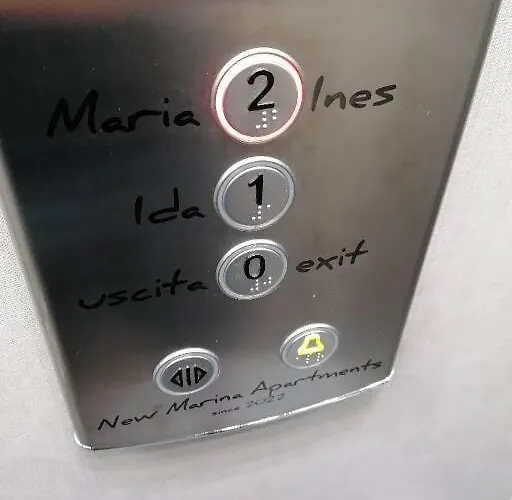 Maria 2 Ines
Ida 1
uscita 0 exit
New Marina Apartments
since 2022